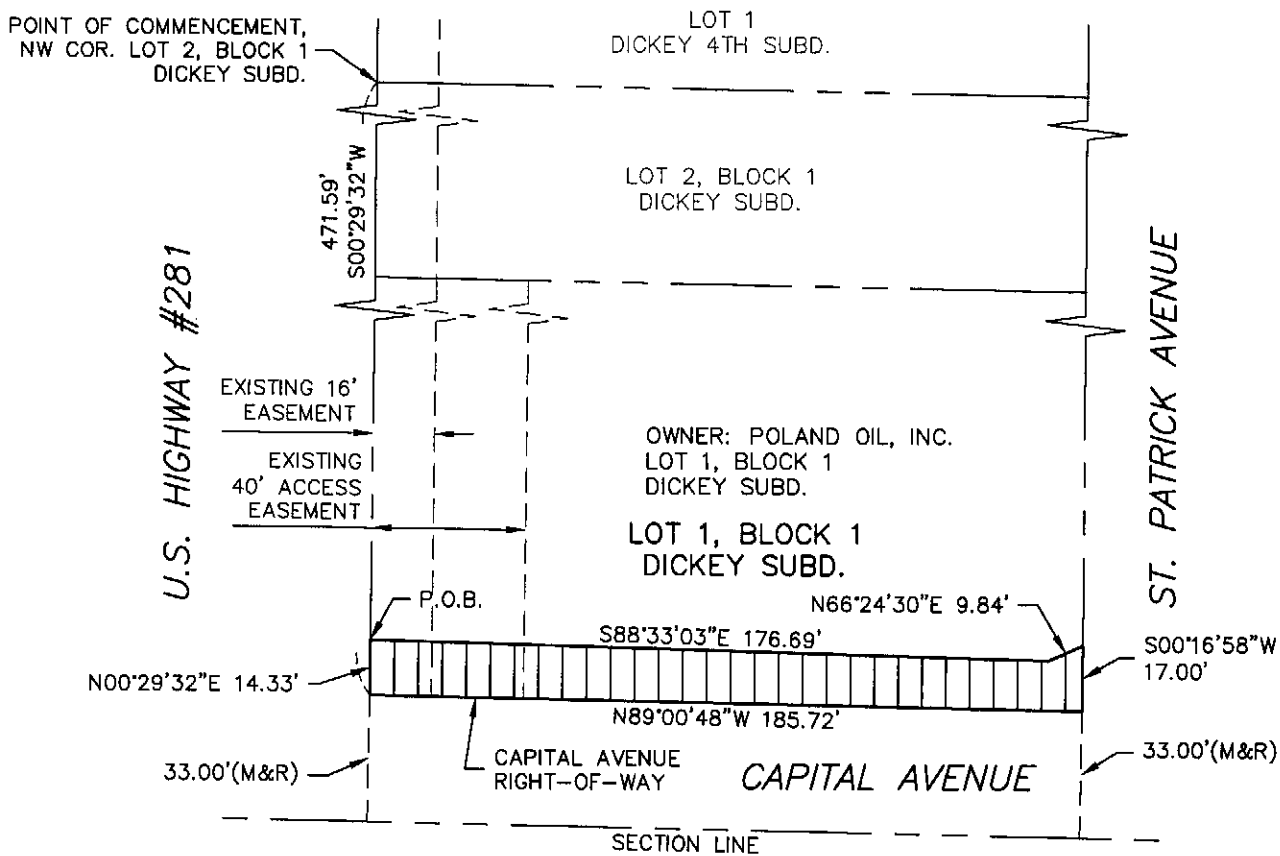 LOT 1
DICKEY 4TH SUBD.
POINT OF COMMENCEMENT,
NW COR. LOT 2, BLOCK 1
DICKEY SUBD.
471.59'
S00°29'32"W
LOT 2, BLOCK 1
DICKEY SUBD.
U.S. HIGHWAY #281
ST. PATRICK AVENUE
EXISTING 16'
EASEMENT
EXISTING
40' ACCESS
EASEMENT
OWNER: POLAND OIL, INC.
LOT 1, BLOCK 1
DICKEY SUBD.
LOT 1, BLOCK 1
DICKEY SUBD.
P.O.B.
N66°24'30"E 9.84'
S88°33'03"E 176.69'
S00°16'58"W
17.00'
N00°29'32"E 14.33'
N89°00'48"W 185.72'
33.00'(M&R)
CAPITAL AVENUE
RIGHT-OF-WAY
CAPITAL AVENUE
33.00'(M&R)
SECTION LINE